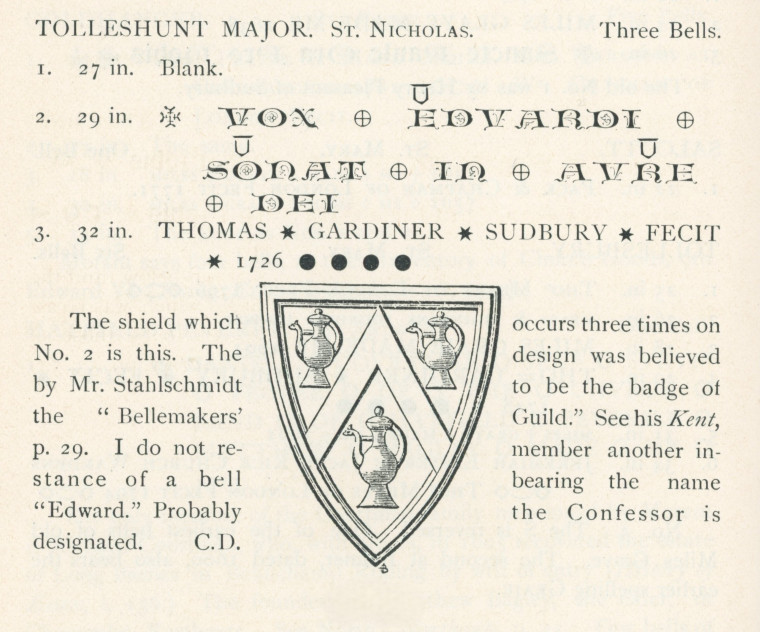 TOLLESHUNT MAJOR. ST. NICHOLAS. Three Bells.
1. 27 in. Blank.
2. 29 in. ✠ VOX ⊕ EDVARDI ⊕
SONAT ⊕ IN ⊕ AVRE
⊕ DEI
3. 32 in. THOMAS ★ GARDINER ★ SUDBURY ★ FECIT
★ 1726 ● ● ● ●
The shield which occurs three times on
No. 2 is this. The design was believed
by Mr. Stahlschmidt to be the badge of
the "Bellemakers' Guild." See his Kent,
p. 29. I do not re- member another in-
stance of a bell bearing the name
"Edward." Probably the Confessor is
designated. C.D.